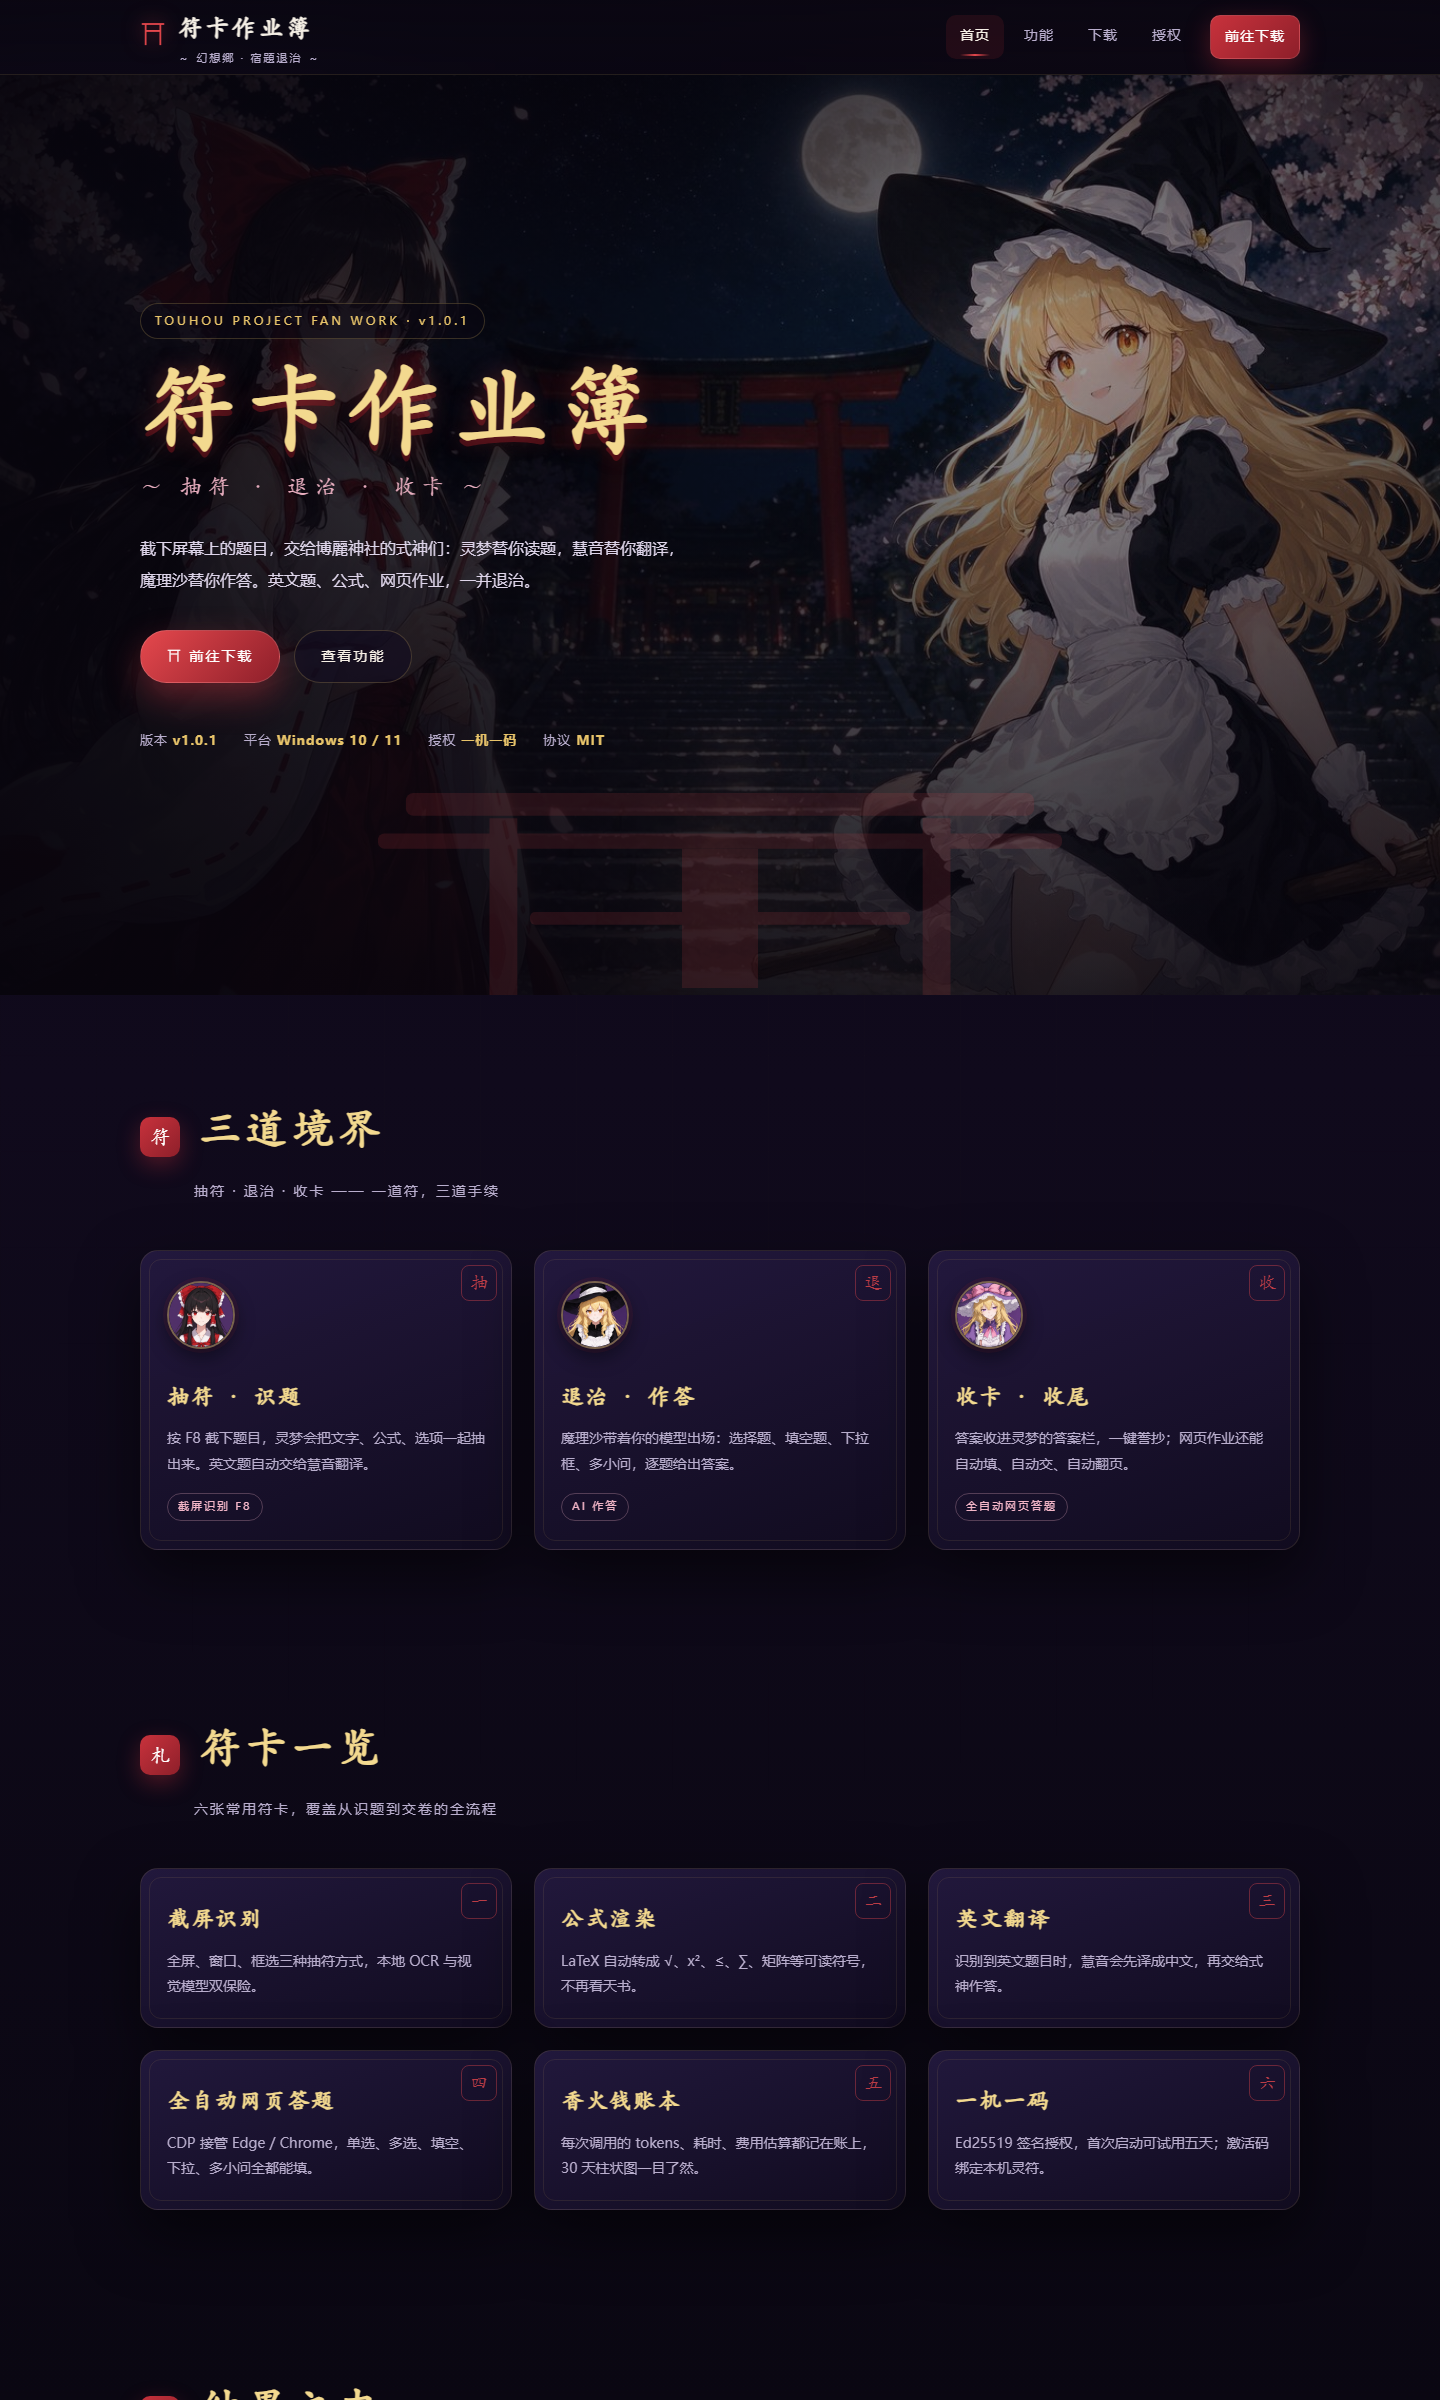 符卡作业簿
~ 幻想郷 · 宿题退治 ~
首页
功能
下载
授权
前往下载
TOUHOU PROJECT FAN WORK · v1.0.1
符卡作业簿
~ 抽符 · 退治 · 收卡 ~
截下屏幕上的题目，交给博麗神社的式神们：灵梦替你读题，慧音替你翻译，
魔理沙替你作答。英文题、公式、网页作业，一并退治。
前往下载
查看功能
版本 v1.0.1 平台 Windows 10 / 11 授权 一机一码 协议 MIT
符
三道境界
抽符 · 退治 · 收卡 —— 一道符，三道手续
抽
抽符 · 识题
按 F8 截下题目，灵梦会把文字、公式、选项一起抽
出来。英文题自动交给慧音翻译。
截屏识别 F8
退
退治 · 作答
魔理沙带着你的模型出场：选择题、填空题、下拉
框、多小问，逐题给出答案。
AI 作答
收
收卡 · 收尾
答案收进灵梦的答案栏，一键誊抄；网页作业还能
自动填、自动交、自动翻页。
全自动网页答题
札
符卡一览
六张常用符卡，覆盖从识题到交卷的全流程
一
截屏识别
全屏、窗口、框选三种抽符方式，本地 OCR 与视
觉模型双保险。
二
公式渲染
LaTeX 自动转成 √、x²、≤、∑、矩阵等可读符号，
不再看天书。
三
英文翻译
识别到英文题目时，慧音会先译成中文，再交给式
神作答。
四
全自动网页答题
CDP 接管 Edge / Chrome，单选、多选、填空、
下拉、多小问全都能填。
五
香火钱账本
每次调用的 tokens、耗时、费用估算都记在账上，
30 天柱状图一目了然。
六
一机一码
Ed25519 签名授权，首次启动可试用五天；激活码
绑定本机灵符。